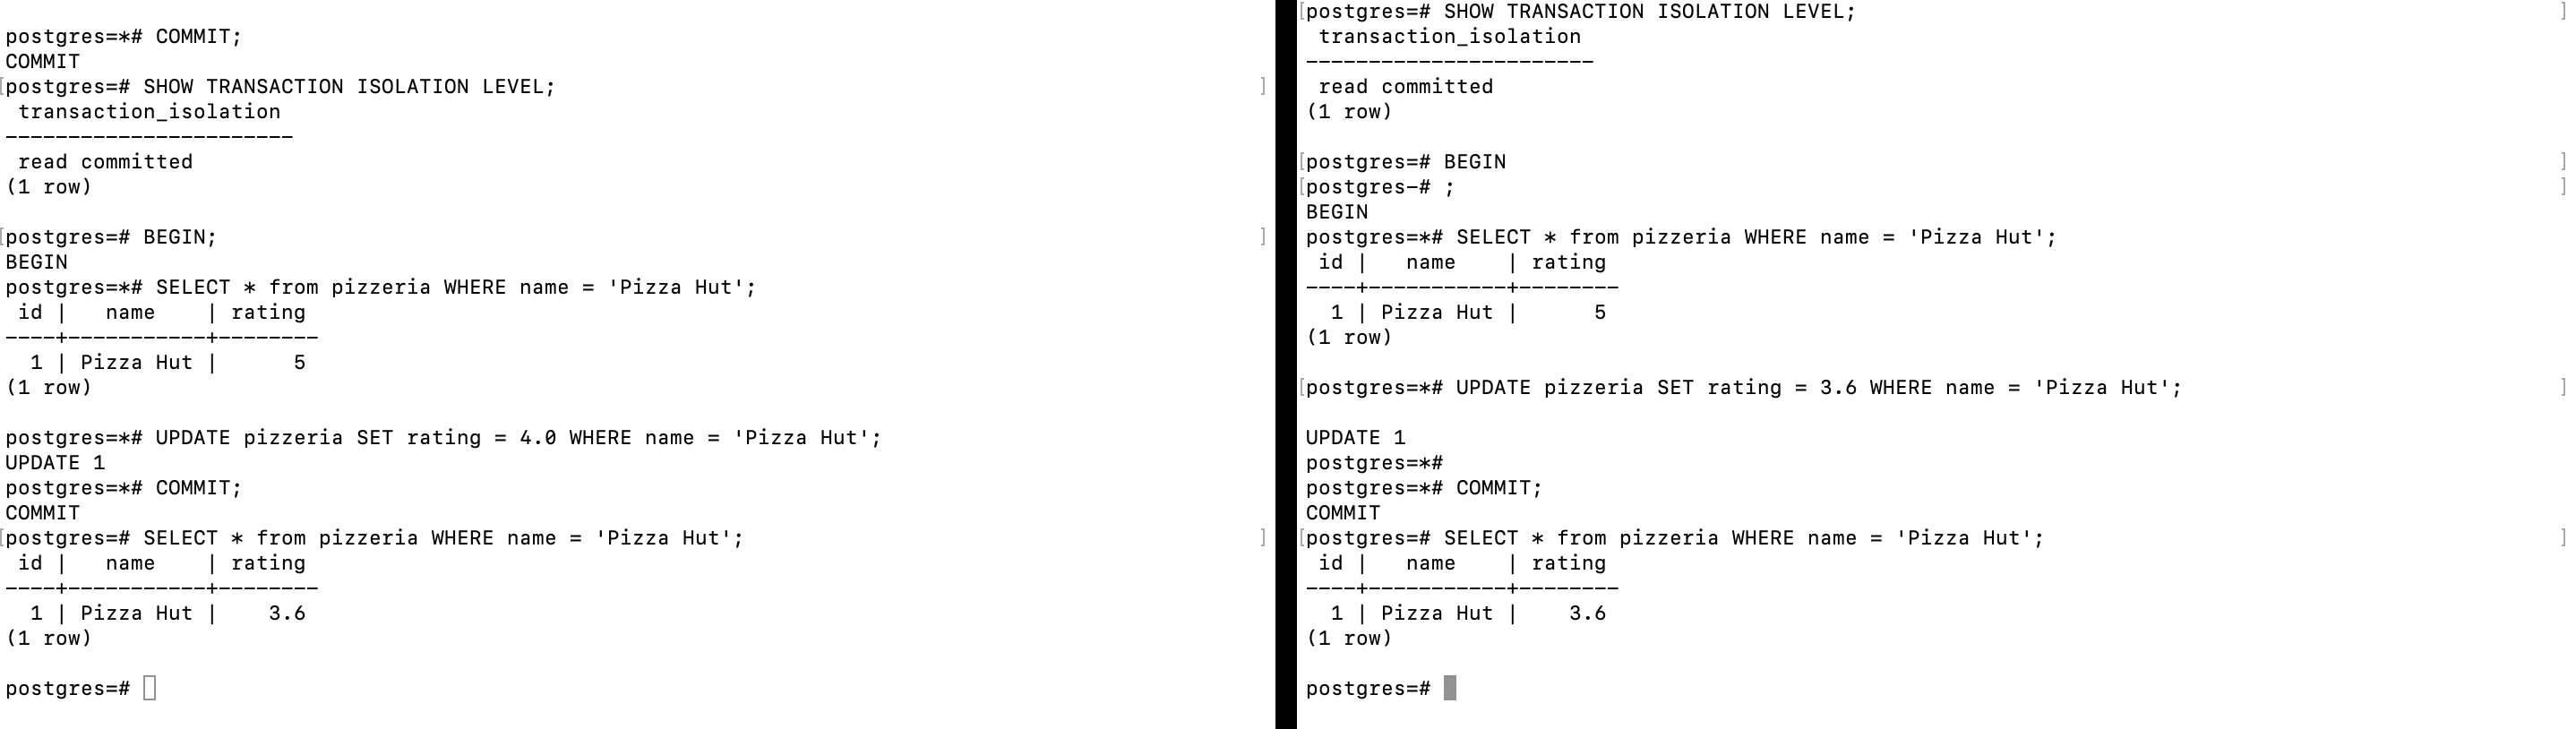 postgres=*# COMMIT;
COMMIT
[postgres=# SHOW TRANSACTION ISOLATION LEVEL; ]
 transaction_isolation
-----------------------
 read committed
(1 row)

[postgres=# BEGIN; ]
BEGIN
postgres=*# SELECT * from pizzeria WHERE name = 'Pizza Hut';
 id |   name    | rating
----+-----------+--------
  1 | Pizza Hut |      5
(1 row)

postgres=*# UPDATE pizzeria SET rating = 4.0 WHERE name = 'Pizza Hut';
UPDATE 1
postgres=*# COMMIT;
COMMIT
[postgres=# SELECT * from pizzeria WHERE name = 'Pizza Hut'; ]
 id |   name    | rating
----+-----------+--------
  1 | Pizza Hut |    3.6
(1 row)

postgres=#
[postgres=# SHOW TRANSACTION ISOLATION LEVEL; ]
 transaction_isolation
-----------------------
 read committed
(1 row)

[postgres=# BEGIN ]
[postgres-# ; ]
BEGIN
postgres=*# SELECT * from pizzeria WHERE name = 'Pizza Hut';
 id |   name    | rating
----+-----------+--------
  1 | Pizza Hut |      5
(1 row)

[postgres=*# UPDATE pizzeria SET rating = 3.6 WHERE name = 'Pizza Hut'; ]

UPDATE 1
postgres=*#
postgres=*# COMMIT;
COMMIT
[postgres=# SELECT * from pizzeria WHERE name = 'Pizza Hut'; ]
 id |   name    | rating
----+-----------+--------
  1 | Pizza Hut |    3.6
(1 row)

postgres=#